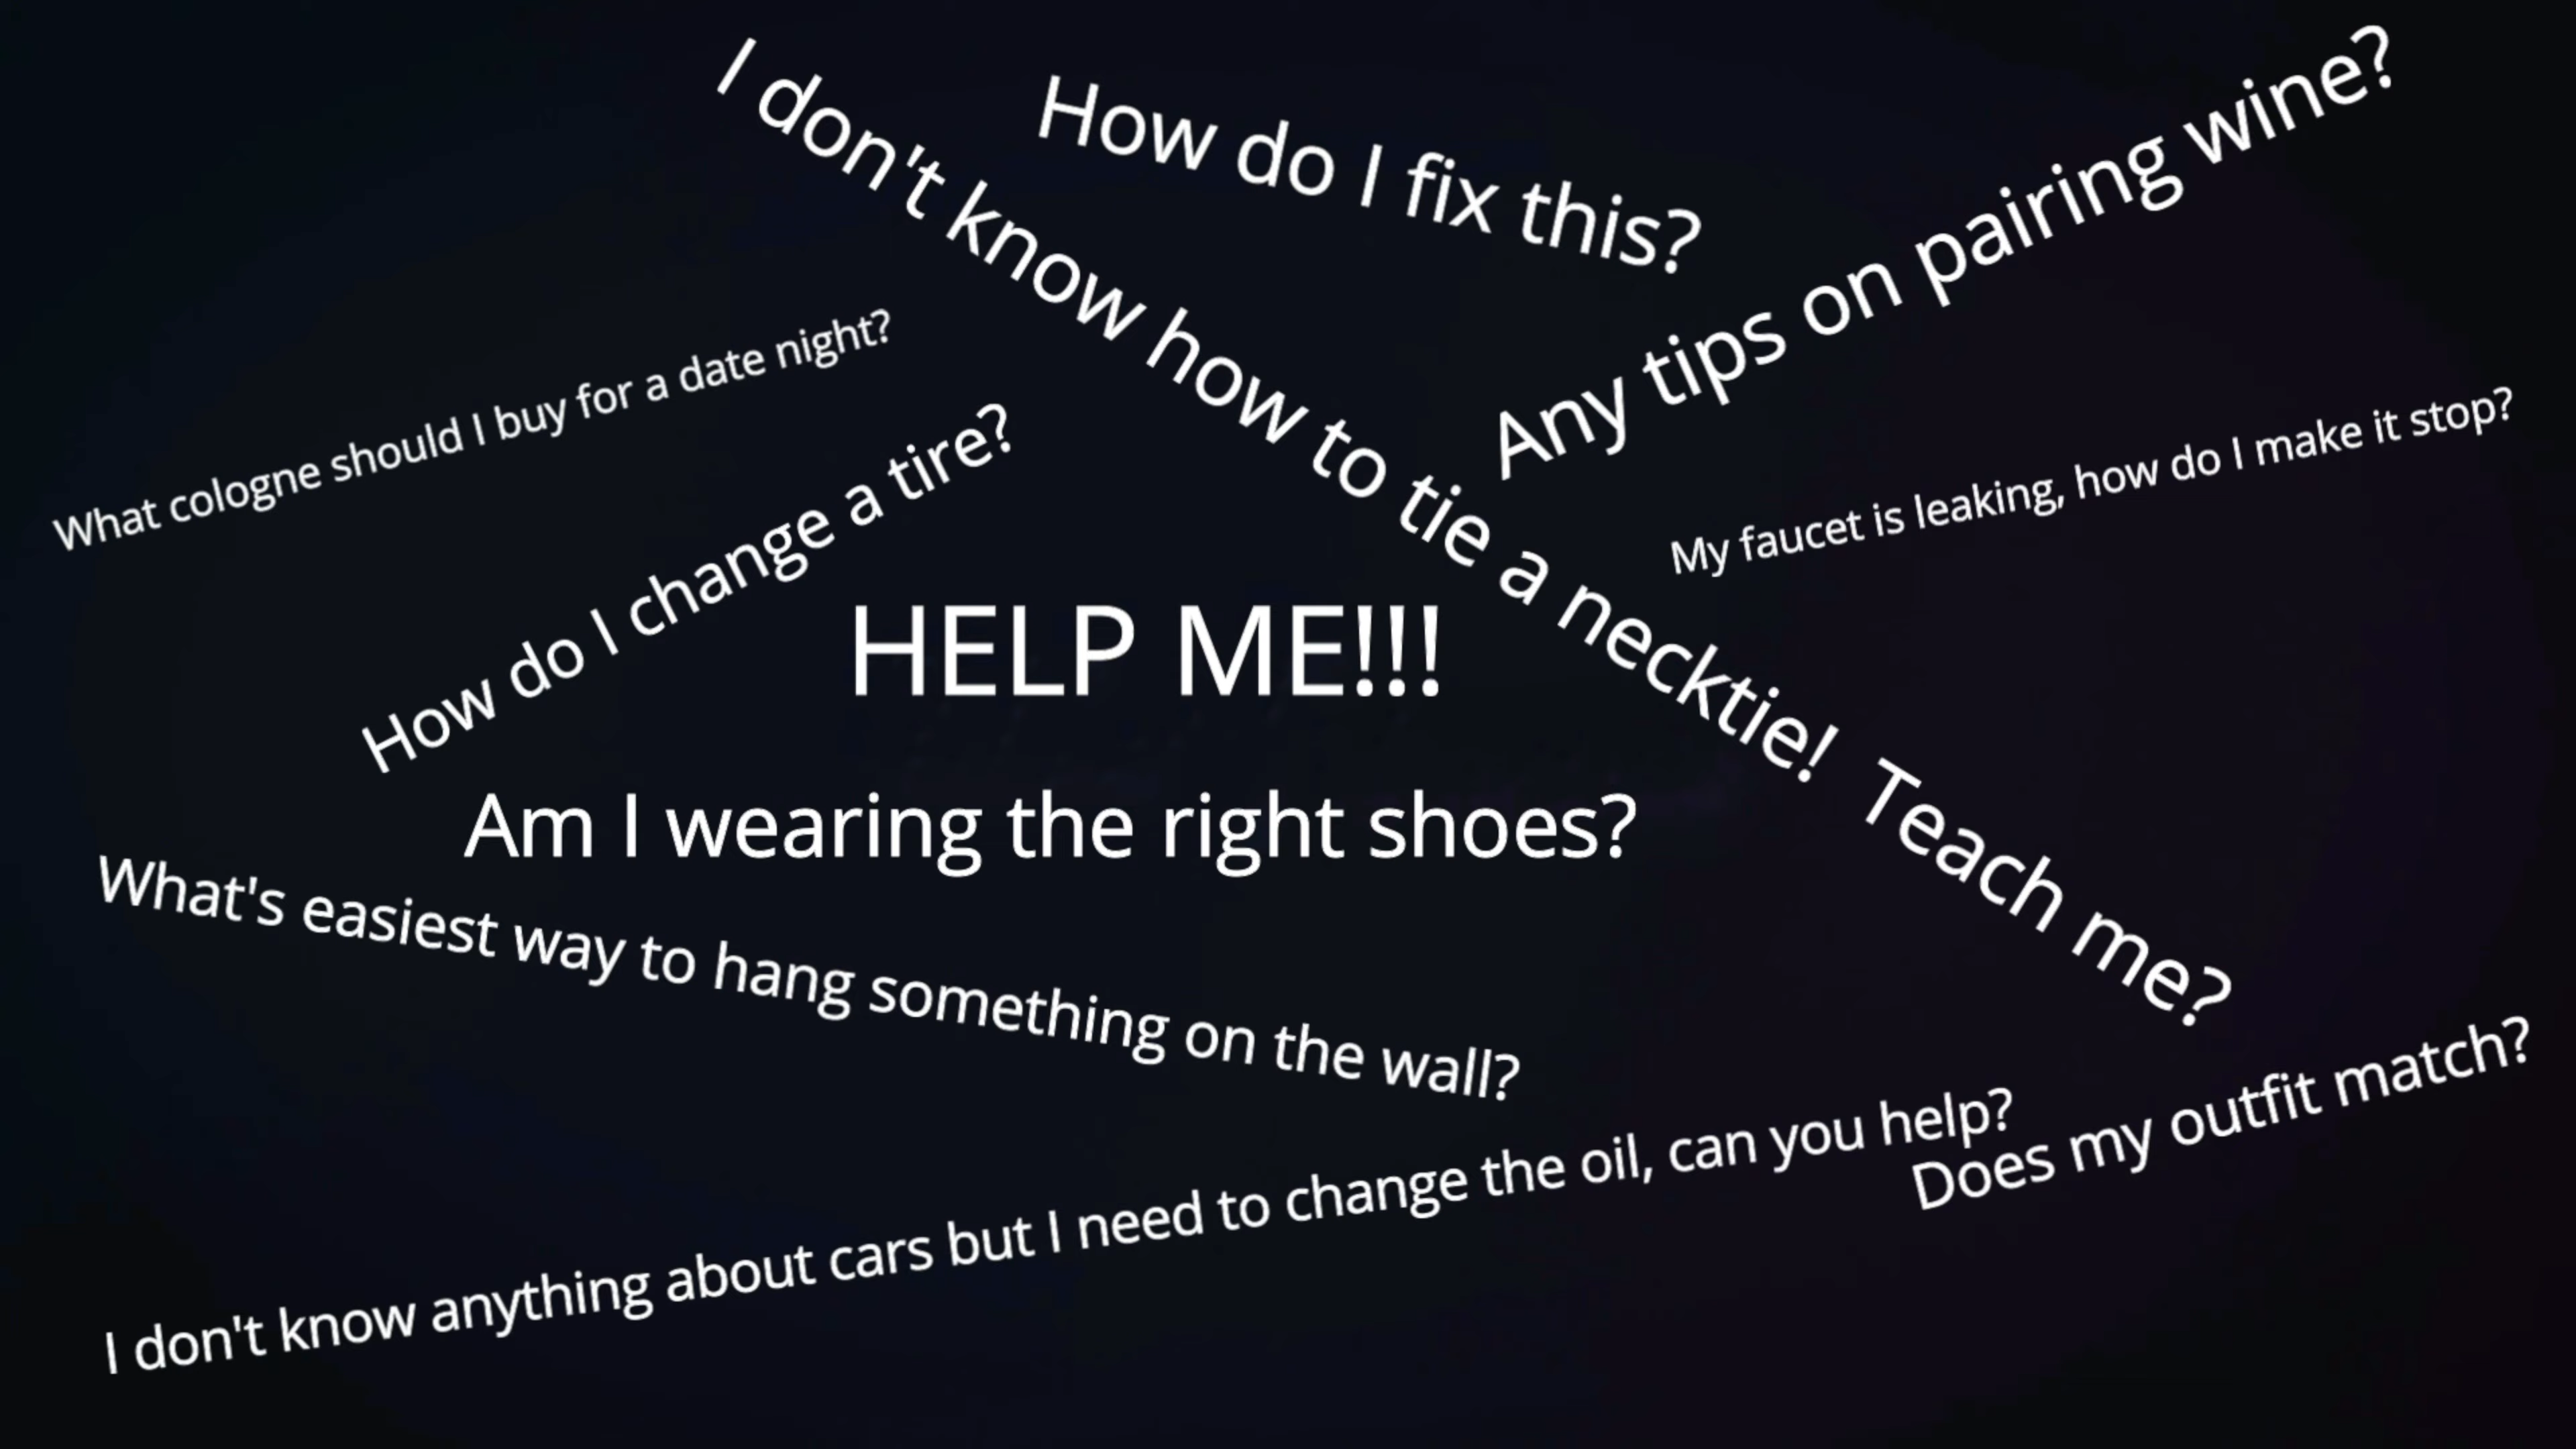 I don't know how to tie a necktie!  Teach me?
How do I fix this?
Any tips on pairing wine?
What cologne should I buy for a date night?
How do I change a tire?
My faucet is leaking, how do I make it stop?
HELP ME!!!
Am I wearing the right shoes?
What's easiest way to hang something on the wall?
I don't know anything about cars but I need to change the oil, can you help?
Does my outfit match?